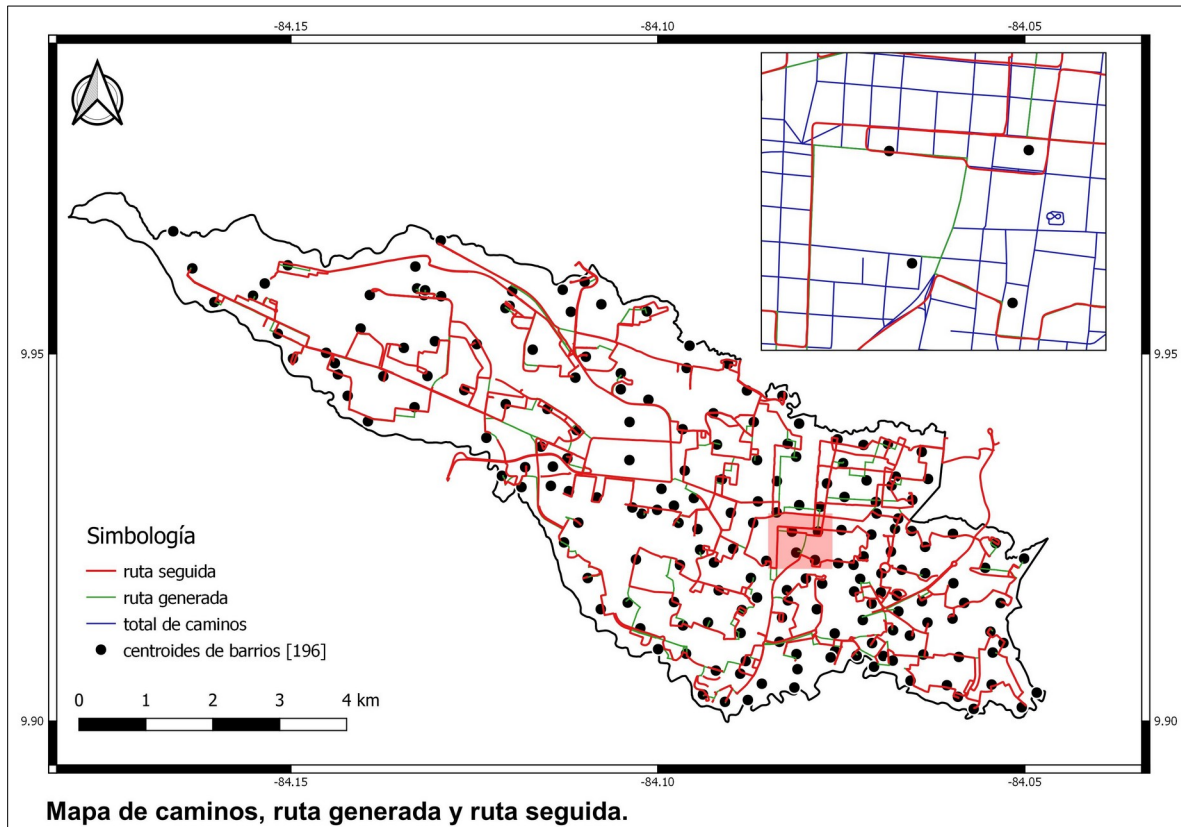 -84.15
-84.10
-84.05
9.95
9.95
Simbología
ruta seguida
ruta generada
total de caminos
centroides de barrios [196]
0 1 2 3 4 km
9.90
9.90
-84.15
-84.10
-84.05
Mapa de caminos, ruta generada y ruta seguida.